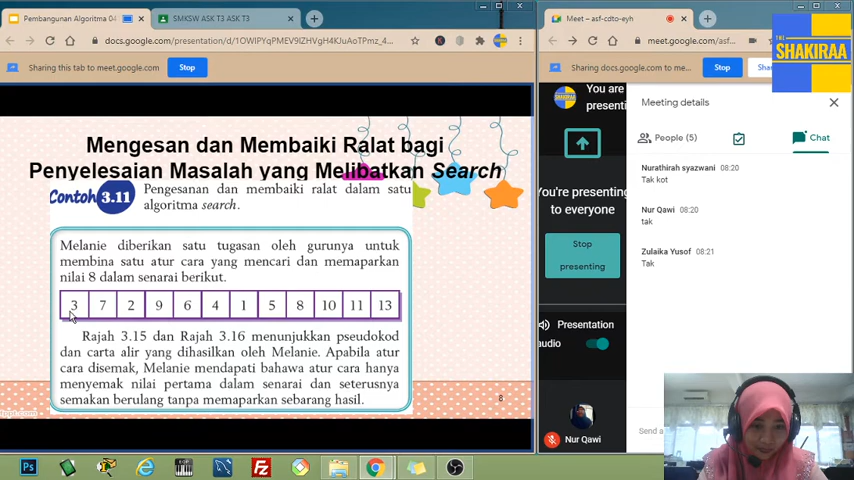 Pembangunan Algoritma 04
SMKSW ASK T3 ASK T3
Meet – asf-cdto-eyh
docs.google.com/presentation/d/1OWIPYqPMEV9IZHVgH4KJuAoTPmz_4...
meet.google.com/asf...
THE
SHAKIRAA
Sharing this tab to meet.google.com
Stop
Sharing docs.google.com to me...
Stop
Mengesan dan Membaiki Ralat bagi
Penyelesaian Masalah yang Melibatkan Search
Contoh 3.11
Pengesanan dan membaiki ralat dalam satu
algoritma search.
Melanie diberikan satu tugasan oleh gurunya untuk
membina satu atur cara yang mencari dan memaparkan
nilai 8 dalam senarai berikut.
3 7 2 9 6 4 1 5 8 10 11 13
Rajah 3.15 dan Rajah 3.16 menunjukkan pseudokod
dan carta alir yang dihasilkan oleh Melanie. Apabila atur
cara disemak, Melanie mendapati bahawa atur cara hanya
menyemak nilai pertama dalam senarai dan seterusnya
semakan berulang tanpa memaparkan sebarang hasil.
8
You are
presenti
You're presenting
to everyone
Stop
presenting
Presentation
audio
Nur Qawi
Meeting details
People (5)
Chat
Nurathirah syazwani 08:20
Tak kot
Nur Qawi 08:20
tak
Zulaika Yusof 08:21
Tak
Send a